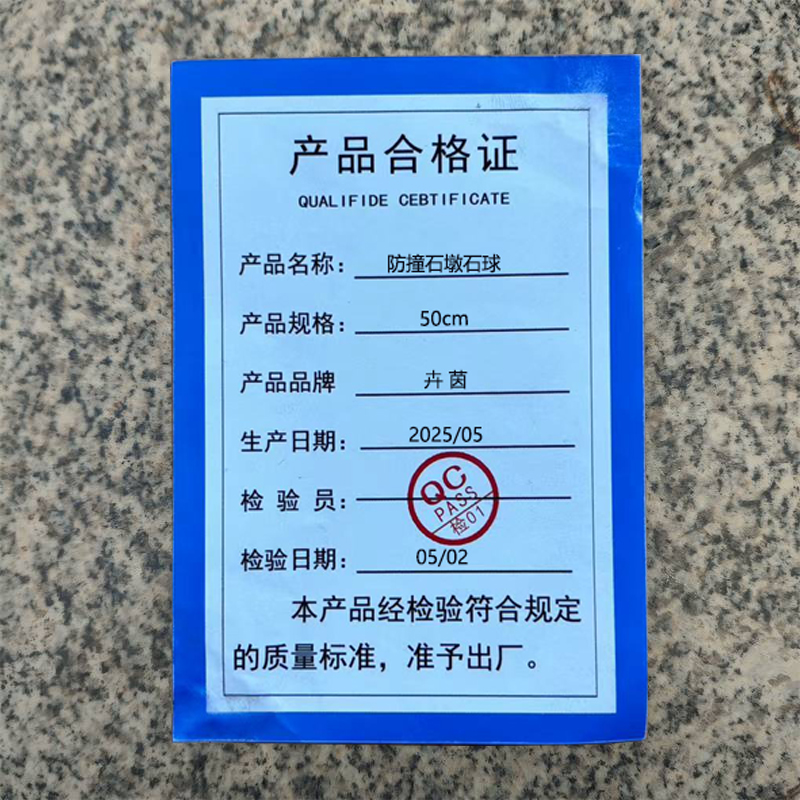 产品合格证
QUALIFIDE CEBTIFICATE
产品名称：防撞石墩石球
产品规格：50cm
产品品牌 卉茵
生产日期：2025/05
检验员：
QC
PASS
检01
检验日期：05/02
本产品经检验符合规定
的质量标准，准予出厂。